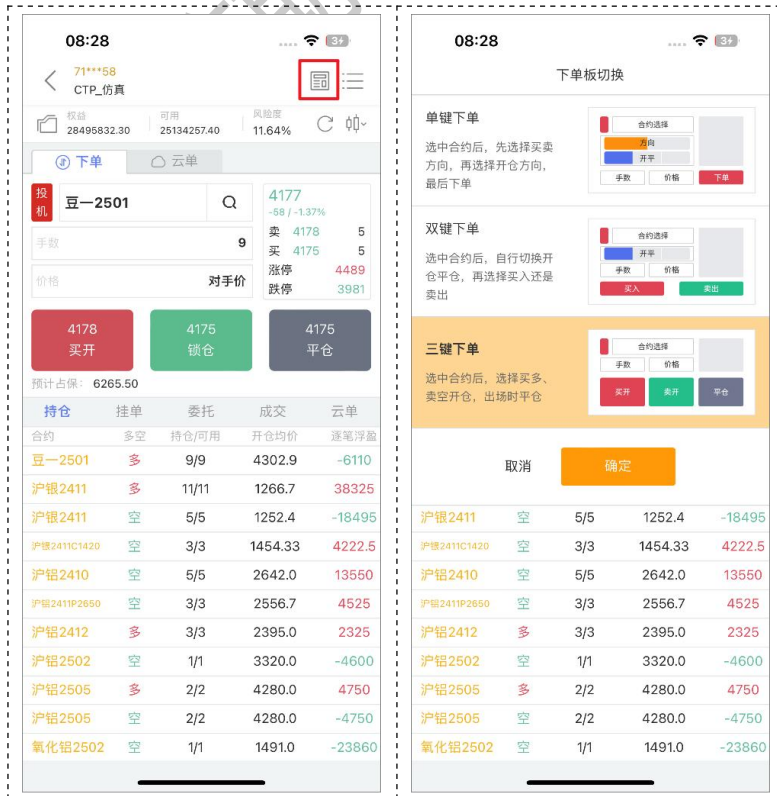 08:28
71***58
CTP_仿真
权益
28495832.30
可用
25134257.40
风险度
11.64%
下单
云单
投机
豆一2501
4177
-58 / -1.37%
卖 4178 5
买 4175 5
涨停 4489
跌停 3981
手数 9
价格 对手价
4178
买开
4175
锁仓
4175
平仓
预计占保: 6265.50
持仓 挂单 委托 成交 云单
合约 多空 持仓/可用 开仓均价 逐笔浮盈
豆一2501 多 9/9 4302.9 -6110
沪银2411 多 11/11 1266.7 38325
沪银2411 空 5/5 1252.4 -18495
沪银2411C1420 空 3/3 1454.33 4222.5
沪铝2410 空 5/5 2642.0 13550
沪铝2411P2650 空 3/3 2556.7 4525
沪铝2412 多 3/3 2395.0 2325
沪铝2502 空 1/1 3320.0 -4600
沪铝2505 多 2/2 4280.0 4750
沪铝2505 空 2/2 4280.0 -4750
氧化铝2502 空 1/1 1491.0 -23860
08:28
下单板切换
单键下单
选中合约后，先选择买卖
方向，再选择开仓方向，
最后下单
合约选择
方向
开平
手数 价格 下单
双键下单
选中合约后，自行切换开
仓平仓，再选择买入还是
卖出
合约选择
开平
手数 价格
买入 卖出
三键下单
选中合约后，选择买多、
卖空开仓，出场时平仓
合约选择
手数 价格
买开 卖开 平仓
取消 确定
沪银2411 空 5/5 1252.4 -18495
沪银2411C1420 空 3/3 1454.33 4222.5
沪铝2410 空 5/5 2642.0 13550
沪铝2411P2650 空 3/3 2556.7 4525
沪铝2412 多 3/3 2395.0 2325
沪铝2502 空 1/1 3320.0 -4600
沪铝2505 多 2/2 4280.0 4750
沪铝2505 空 2/2 4280.0 -4750
氧化铝2502 空 1/1 1491.0 -23860